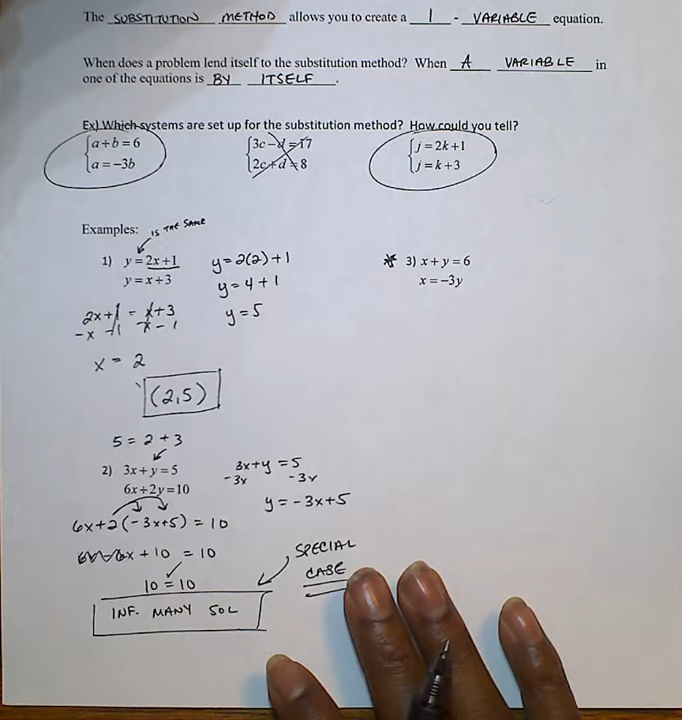 The SUBSTITUTION METHOD allows you to create a 1 - VARIABLE equation.
When does a problem lend itself to the substitution method? When A VARIABLE in
one of the equations is BY ITSELF.
Ex) Which systems are set up for the substitution method? How could you tell?
a + b = 6
a = -3b
3c - d = 17
2c + d = 8
j = 2k + 1
j = k + 3
Examples: IS THE SAME
1) y = 2x + 1
y = x + 3
2x + 1 = x + 3
-x -1 -x -1
x = 2
(2,5)
5 = 2 + 3
y = 2(2) + 1
y = 4 + 1
y = 5
2) 3x + y = 5
6x + 2y = 10
6x + 2(-3x+5) = 10
6x - 6x + 10 = 10
10 = 10
INF. MANY SOL
3x + y = 5
-3x -3x
y = -3x + 5
SPECIAL
CASE
* 3) x + y = 6
x = -3y